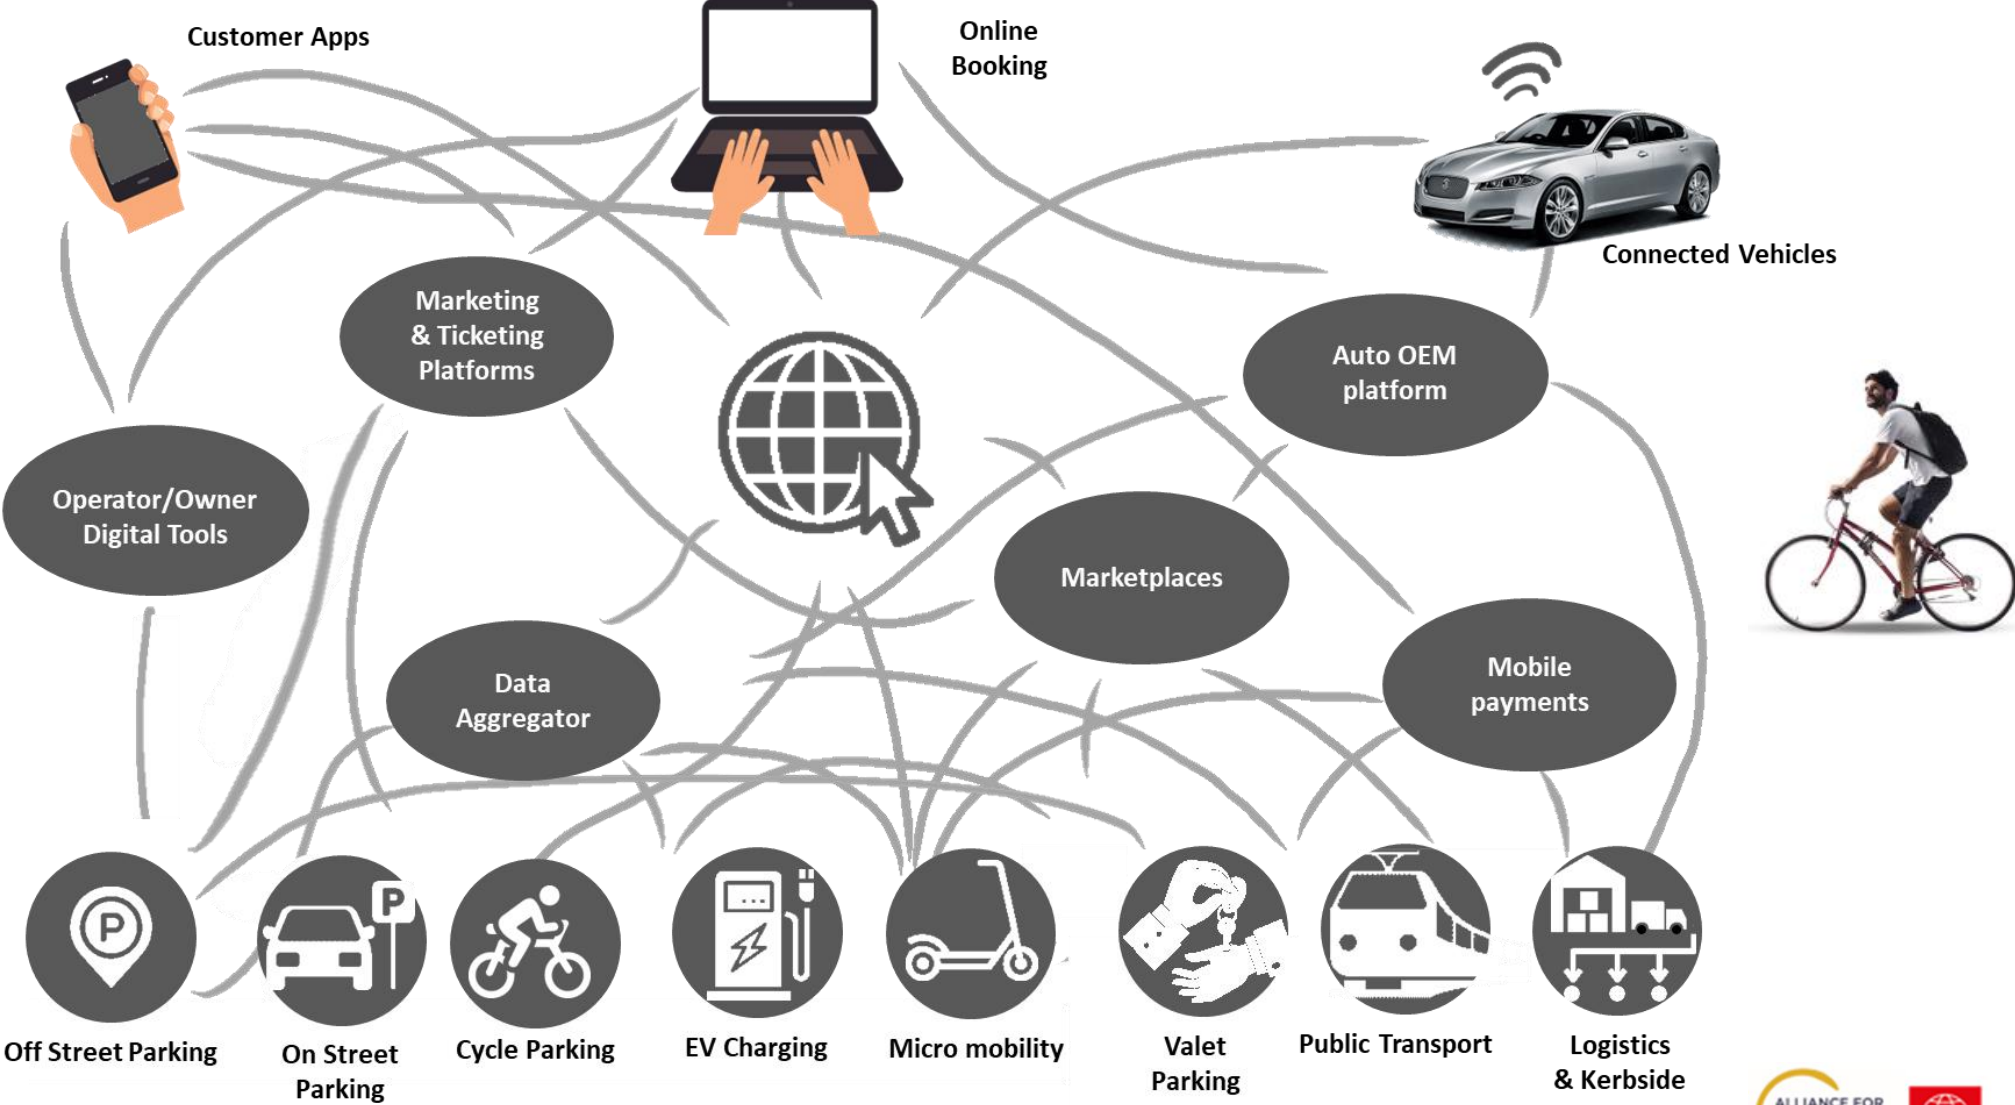 Customer Apps
Online
Booking
Connected Vehicles
Marketing
& Ticketing
Platforms
Auto OEM
platform
Operator/Owner
Digital Tools
Marketplaces
Data
Aggregator
Mobile
payments
P
P
Off Street Parking
On Street
Parking
Cycle Parking
EV Charging
Micro mobility
Valet
Parking
Public Transport
Logistics
& Kerbside
ALLIANCE FOR